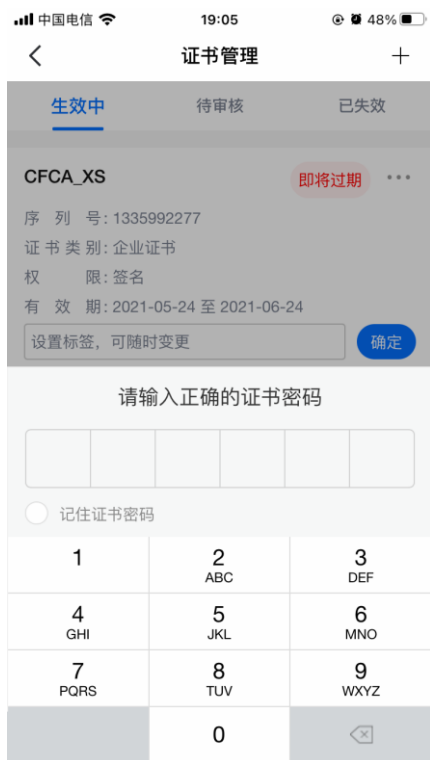 中国电信 19:05 48%
证书管理
生效中 待审核 已失效
CFCA_XS 即将过期
序列号:1335992277
证书类别:企业证书
权限:签名
有效期:2021-05-24 至 2021-06-24
设置标签，可随时变更 确定
请输入正确的证书密码
记住证书密码
1 2 3
ABC DEF
4 5 6
GHI JKL MNO
7 8 9
PQRS TUV WXYZ
0